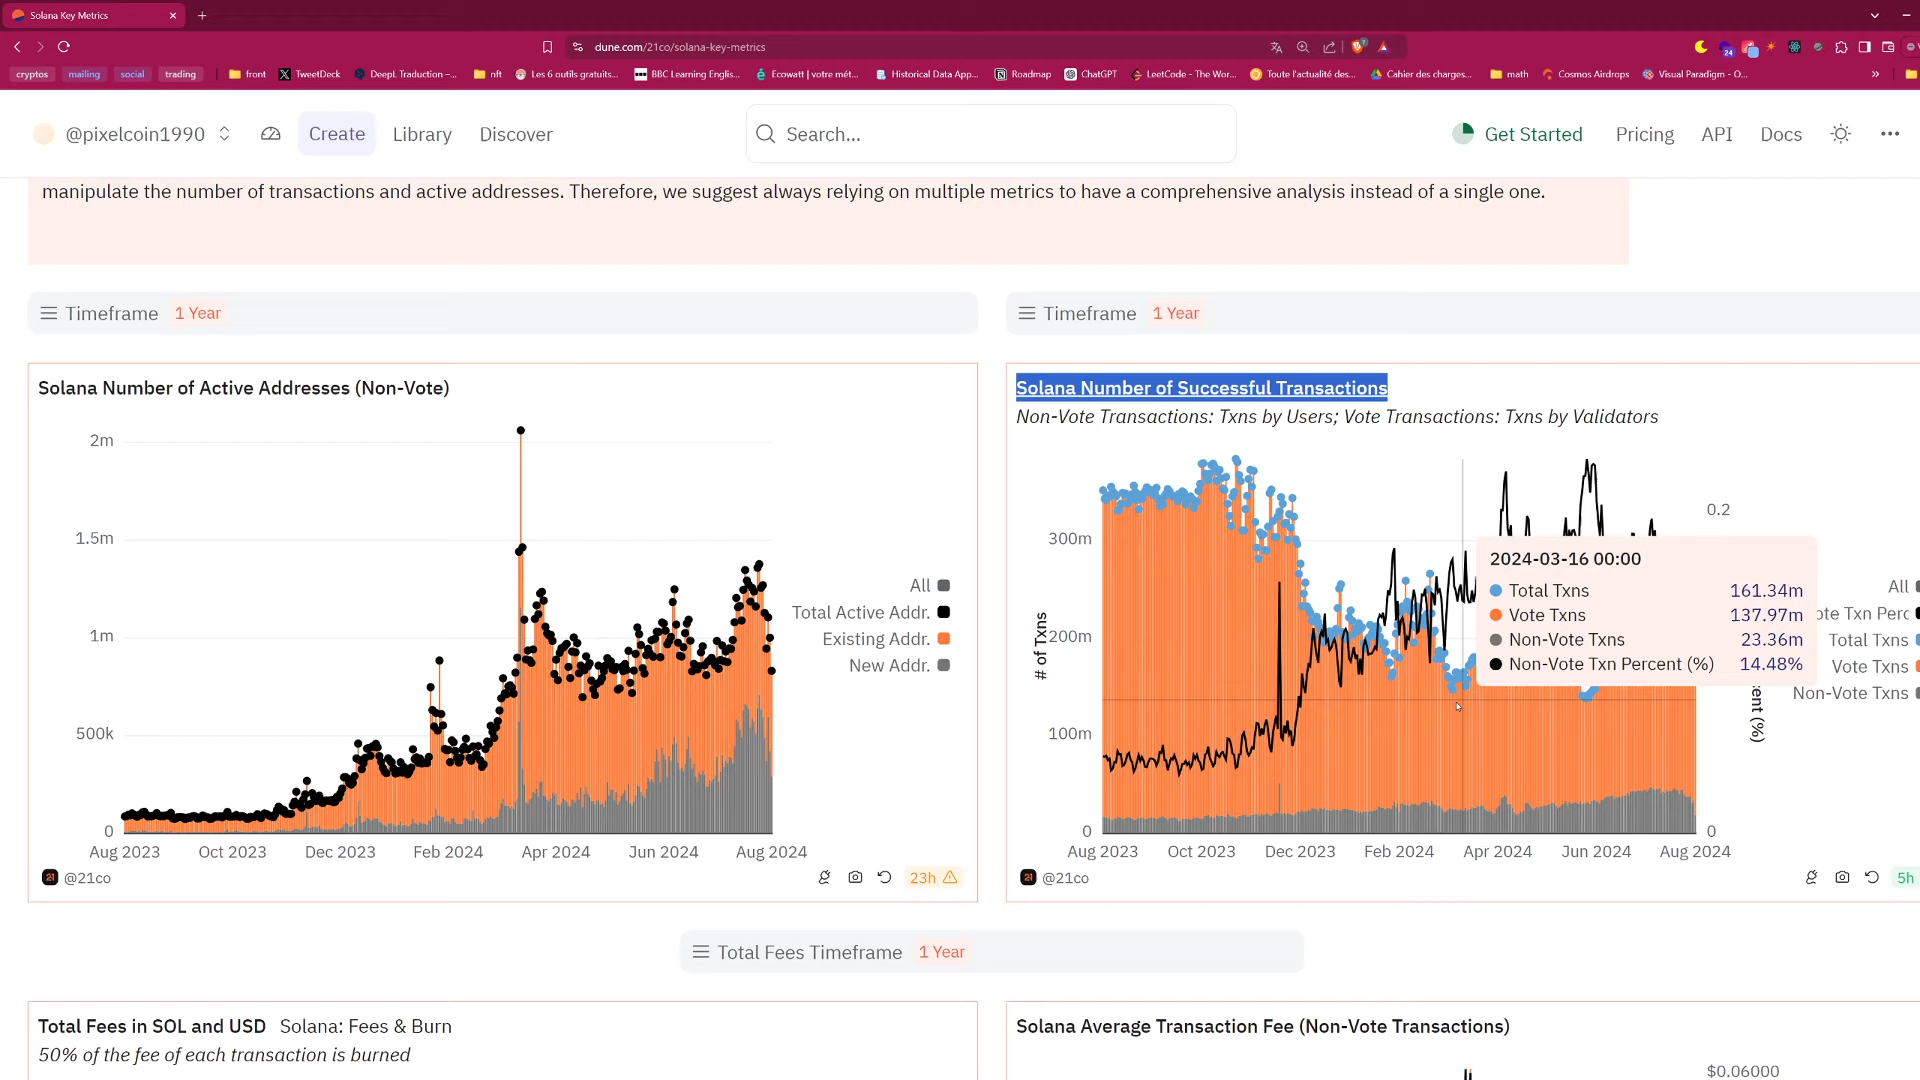 Solana Key Metrics
dune.com/21co/solana-key-metrics
7
24
cryptos
mailing
social
trading
front
TweetDeck
DeepL Traduction –...
nft
Les 6 outils gratuits...
BBC Learning Englis...
Ecowatt | votre mét...
Historical Data App...
Roadmap
ChatGPT
LeetCode - The Wor...
Toute l'actualité des...
Cahier des charges...
math
Cosmos Airdrops
Visual Paradigm - O...
»
@pixelcoin1990
Create
Library
Discover
Search...
Get Started
Pricing
API
Docs
manipulate the number of transactions and active addresses. Therefore, we suggest always relying on multiple metrics to have a comprehensive analysis instead of a single one.
Timeframe 1 Year
Timeframe 1 Year
Solana Number of Active Addresses (Non-Vote)
2m
1.5m
1m
500k
0
Aug 2023
Oct 2023
Dec 2023
Feb 2024
Apr 2024
Jun 2024
Aug 2024
All
Total Active Addr.
Existing Addr.
New Addr.
21 @21co
23h
Solana Number of Successful Transactions
Non-Vote Transactions: Txns by Users; Vote Transactions: Txns by Validators
# of Txns
300m
200m
100m
0
0.2
0
cent (%)
Aug 2023
Oct 2023
Dec 2023
Feb 2024
Apr 2024
Jun 2024
Aug 2024
2024-03-16 00:00
Total Txns 161.34m
Vote Txns 137.97m
Non-Vote Txns 23.36m
Non-Vote Txn Percent (%) 14.48%
All
ote Txn Perc
Total Txns
Vote Txns
Non-Vote Txns
21 @21co
5h
Total Fees Timeframe 1 Year
Total Fees in SOL and USD Solana: Fees & Burn
50% of the fee of each transaction is burned
Solana Average Transaction Fee (Non-Vote Transactions)
$0.06000